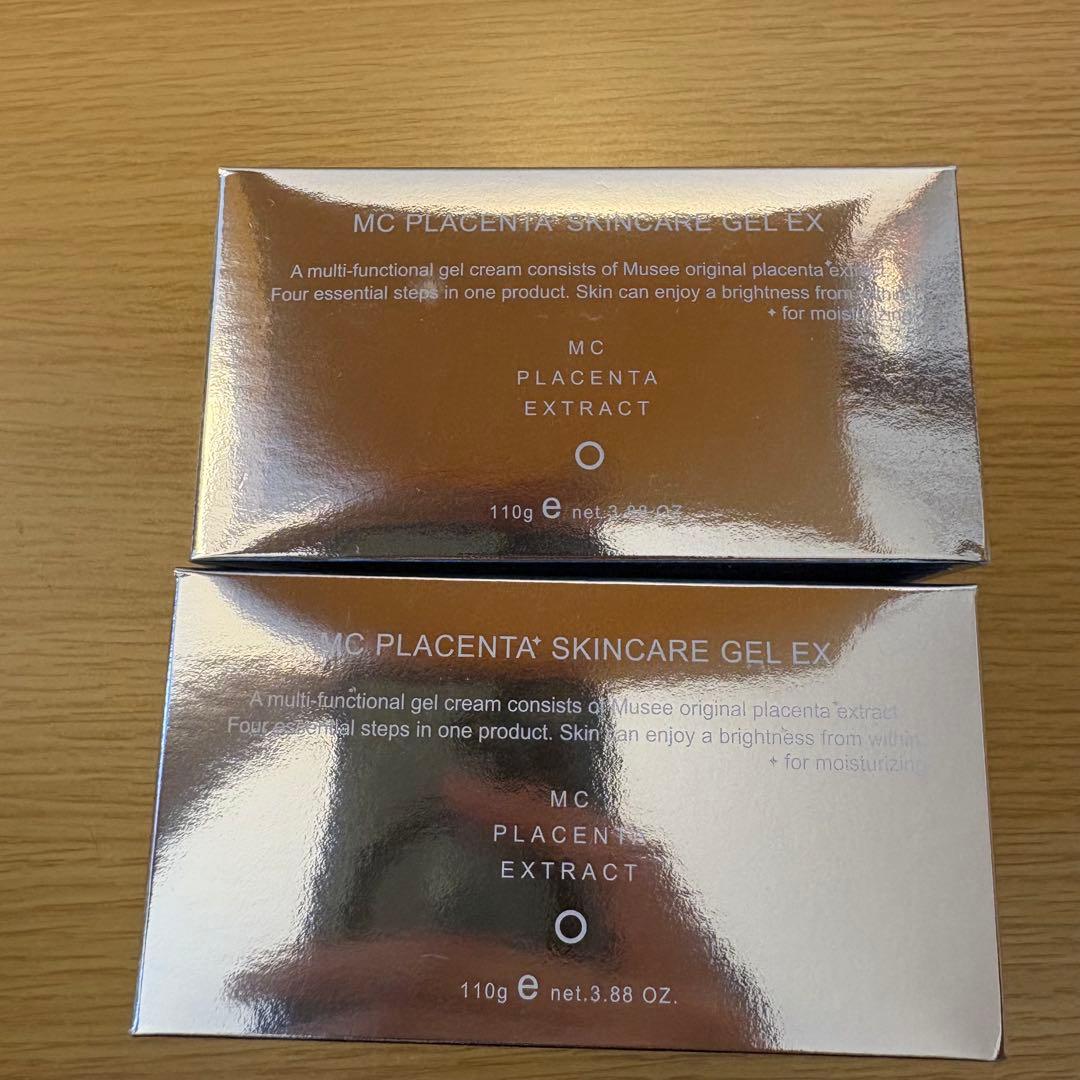 MC PLACENTA✦ SKINCARE GEL EX
A multi-functional gel cream consists of Musee original placenta✦extract.
Four essential steps in one product. Skin can enjoy a brightness from within.
✦ for moisturizing
MC
PLACENTA
EXTRACT
110g e net.3.88 OZ.
MC PLACENTA✦ SKINCARE GEL EX
A multi-functional gel cream consists of Musee original placenta✦extract.
Four essential steps in one product. Skin can enjoy a brightness from within.
✦ for moisturizing
MC
PLACENTA
EXTRACT
110g e net.3.88 OZ.